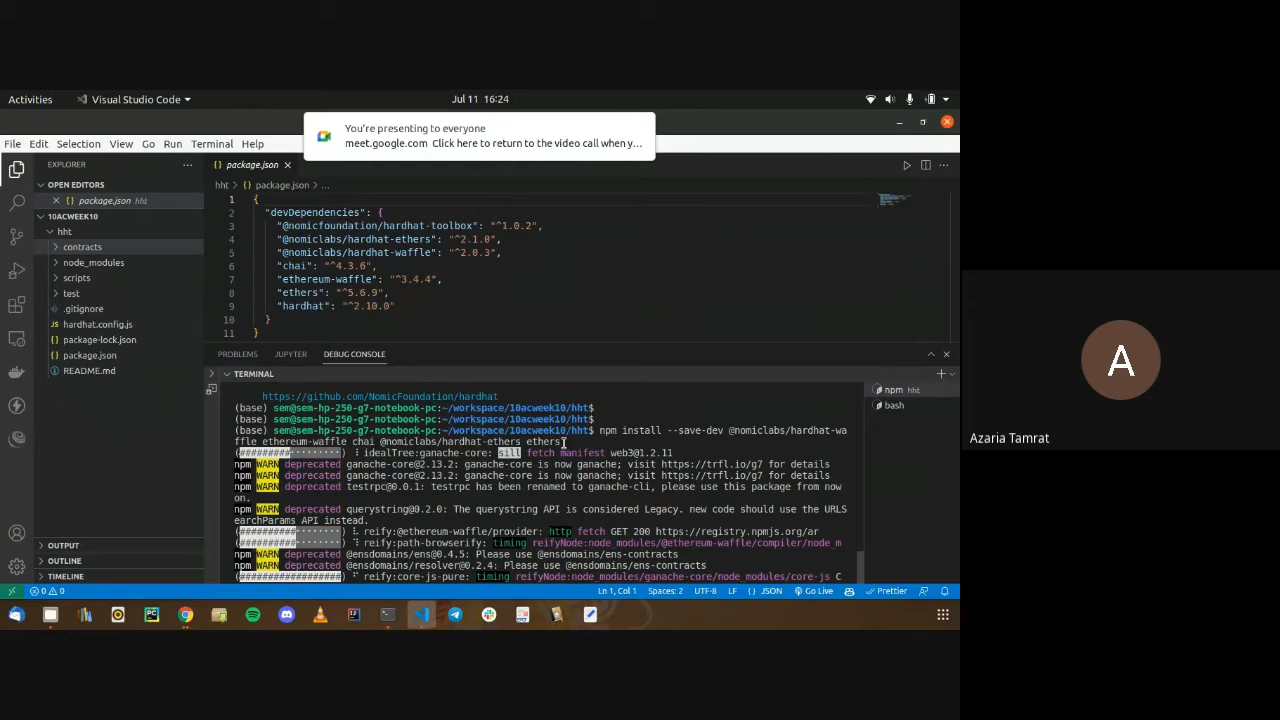 Activities
Visual Studio Code
Jul 11 16:24
You're presenting to everyone
meet.google.com Click here to return to the video call when y...
File Edit Selection View Go Run Terminal Help
EXPLORER
OPEN EDITORS
package.json hht
10ACWEEK10
hht
contracts
node_modules
scripts
test
.gitignore
hardhat.config.js
package-lock.json
package.json
README.md
OUTPUT
OUTLINE
TIMELINE
package.json
hht > package.json > ...
1 {
2 "devDependencies": {
3 "@nomicfoundation/hardhat-toolbox": "^1.0.2",
4 "@nomiclabs/hardhat-ethers": "^2.1.0",
5 "@nomiclabs/hardhat-waffle": "^2.0.3",
6 "chai": "^4.3.6",
7 "ethereum-waffle": "^3.4.4",
8 "ethers": "^5.6.9",
9 "hardhat": "^2.10.0"
10 }
11 }
PROBLEMS JUPYTER DEBUG CONSOLE
TERMINAL
https://github.com/NomicFoundation/hardhat
(base) sem@sem-hp-250-g7-notebook-pc:~/workspace/10acweek10/hht$
(base) sem@sem-hp-250-g7-notebook-pc:~/workspace/10acweek10/hht$
(base) sem@sem-hp-250-g7-notebook-pc:~/workspace/10acweek10/hht$ npm install --save-dev @nomiclabs/hardhat-wa
ffle ethereum-waffle chai @nomiclabs/hardhat-ethers ethers
(#########.........) ⠸ idealTree:ganache-core: sill fetch manifest web3@1.2.11
npm WARN deprecated ganache-core@2.13.2: ganache-core is now ganache; visit https://trfl.io/g7 for details
npm WARN deprecated ganache-core@2.13.2: ganache-core is now ganache; visit https://trfl.io/g7 for details
npm WARN deprecated testrpc@0.0.1: testrpc has been renamed to ganache-cli, please use this package from now
on.
npm WARN deprecated querystring@0.2.0: The querystring API is considered Legacy. new code should use the URLS
earchParams API instead.
(##########........) ⠧ reify:@ethereum-waffle/provider: http fetch GET 200 https://registry.npmjs.org/ar
(##########........) ⠧ reify:path-browserify: timing reifyNode:node_modules/@ethereum-waffle/compiler/node_m
npm WARN deprecated @ensdomains/ens@0.4.5: Please use @ensdomains/ens-contracts
npm WARN deprecated @ensdomains/resolver@0.2.4: Please use @ensdomains/ens-contracts
(##################) ⠋ reify:core-js-pure: timing reifyNode:node_modules/ganache-core/node_modules/core-js C
npm hht
bash
0 0
Ln 1, Col 1 Spaces: 2 UTF-8 LF {} JSON Go Live Prettier
A
Azaria Tamrat